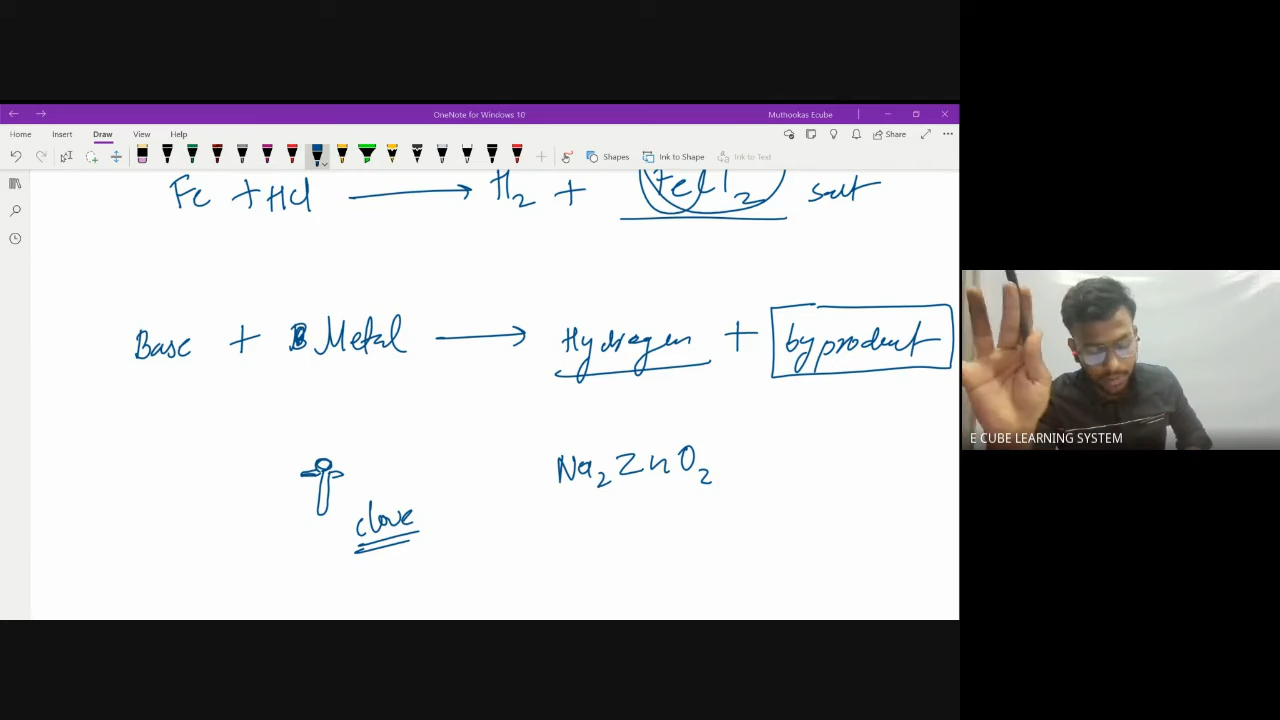 OneNote for Windows 10
Muthookas Ecube
Home Insert Draw View Help
Share
Shapes Ink to Shape Ink to Text
Fe + HCl ⟶ H2 + FeCl2 salt
Base + Metal ⟶ Hydrogen + byproduct
Na2ZnO2
clove
E CUBE LEARNING SYSTEM